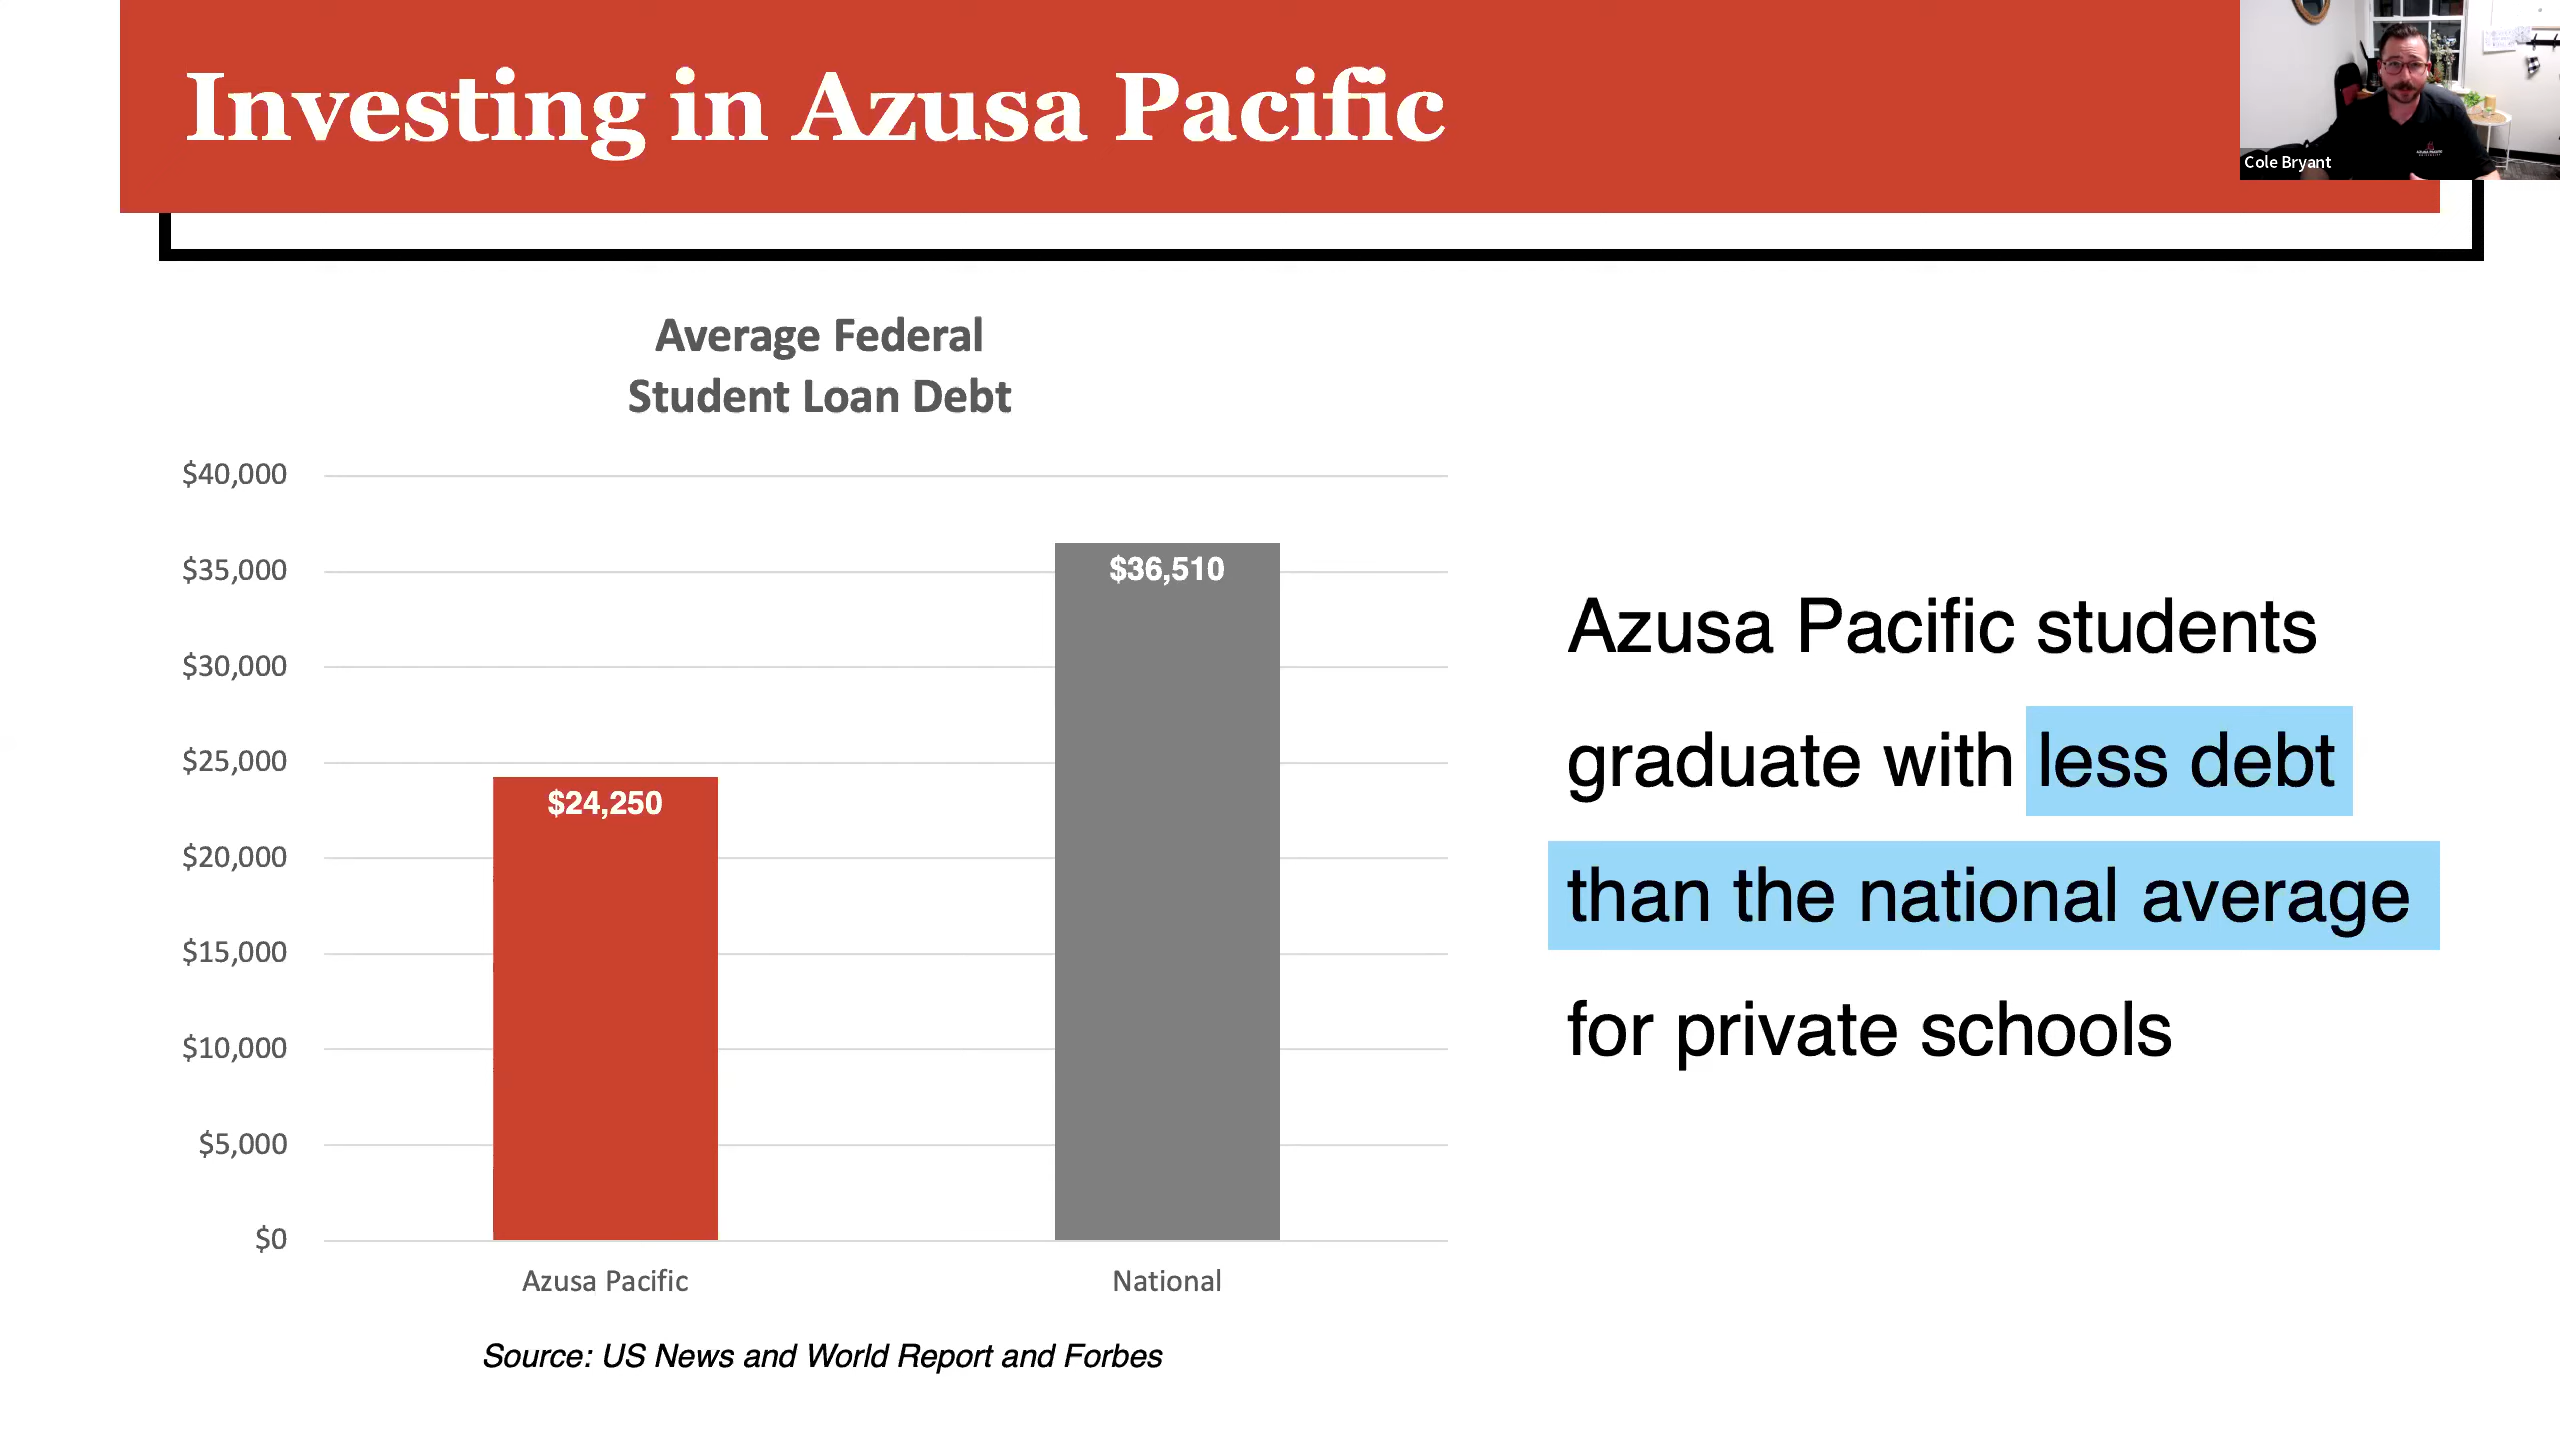 Investing in Azusa Pacific
Cole Bryant
Average Federal
Student Loan Debt
$40,000
$35,000
$30,000
$25,000
$20,000
$15,000
$10,000
$5,000
$0
$24,250
$36,510
Azusa Pacific
National
Source: US News and World Report and Forbes
Azusa Pacific students
graduate with less debt
than the national average
for private schools